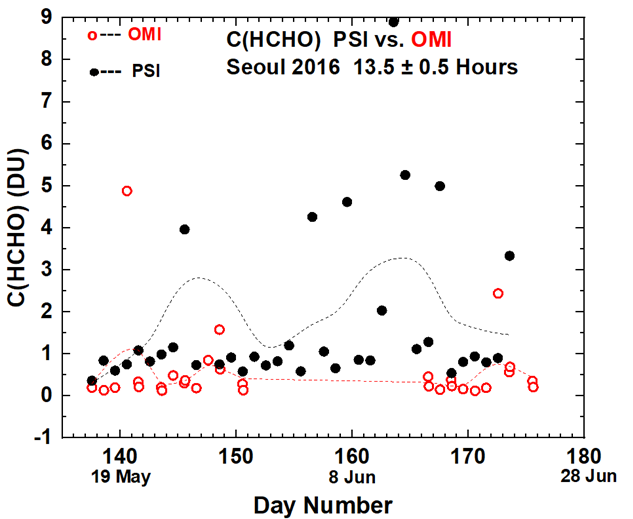 9
8
7
6
5
4
3
2
1
0
-1
C(HCHO) (DU)
OMI
PSI
C(HCHO) PSI vs. OMI
Seoul 2016 13.5 ± 0.5 Hours
140 150 160 170 180
19 May 8 Jun 28 Jun
Day Number